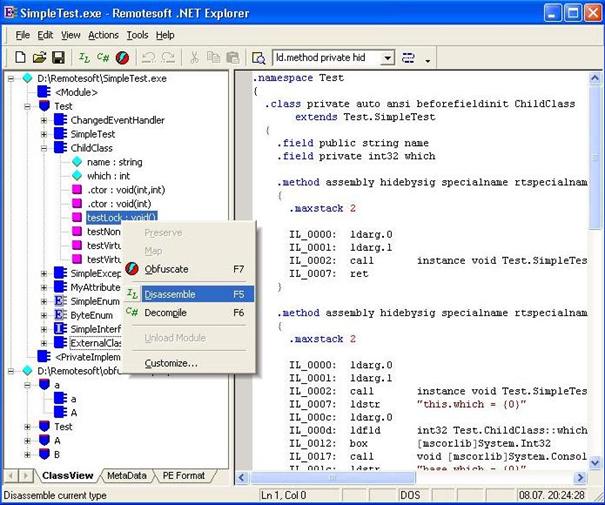 SimpleTest.exe - Remotesoft .NET Explorer
File Edit View Actions Tools Help
IL C# ld.method private hid
D:\Remotesoft\SimpleTest.exe
<Module>
Test
ChangedEventHandler
SimpleTest
ChildClass
name : string
which : int
.ctor : void(int,int)
.ctor : void(int)
testLock : void()
testNon
testVirtu
testVirtu
SimpleExcep
MyAttribute
SimpleEnum
ByteEnum
SimpleInterf
ExternalClas
<PrivateImplem
D:\Remotesoft\obfu
a
a
A
Test
A
B
Preserve
Map
Obfuscate F7
IL Disassemble F5
C# Decompile F6
Unload Module
Customize...
.namespace Test
{
.class private auto ansi beforefieldinit ChildClass
extends Test.SimpleTest
{
.field public string name
.field private int32 which
.method assembly hidebysig specialname rtspecialnam
{
.maxstack 2
IL_0000: ldarg.0
IL_0001: ldarg.1
IL_0002: call instance void Test.SimpleTes
IL_0007: ret
}
.method assembly hidebysig specialname rtspecialnam
{
.maxstack 2
IL_0000: ldarg.0
IL_0001: ldarg.1
IL_0002: call instance void Test.SimpleTes
IL_0007: ldstr "this.which = {0}"
IL_000c: ldarg.0
IL_000d: ldfld int32 Test.ChildClass::which
IL_0012: box [mscorlib]System.Int32
IL_0017: call void [mscorlib]System.Consol
IL_001c: ldstr "base.which = {0}"
ClassView MetaData PE Format
Disassemble current type Ln 1, Col 0 DOS 08.07. 20:24:28